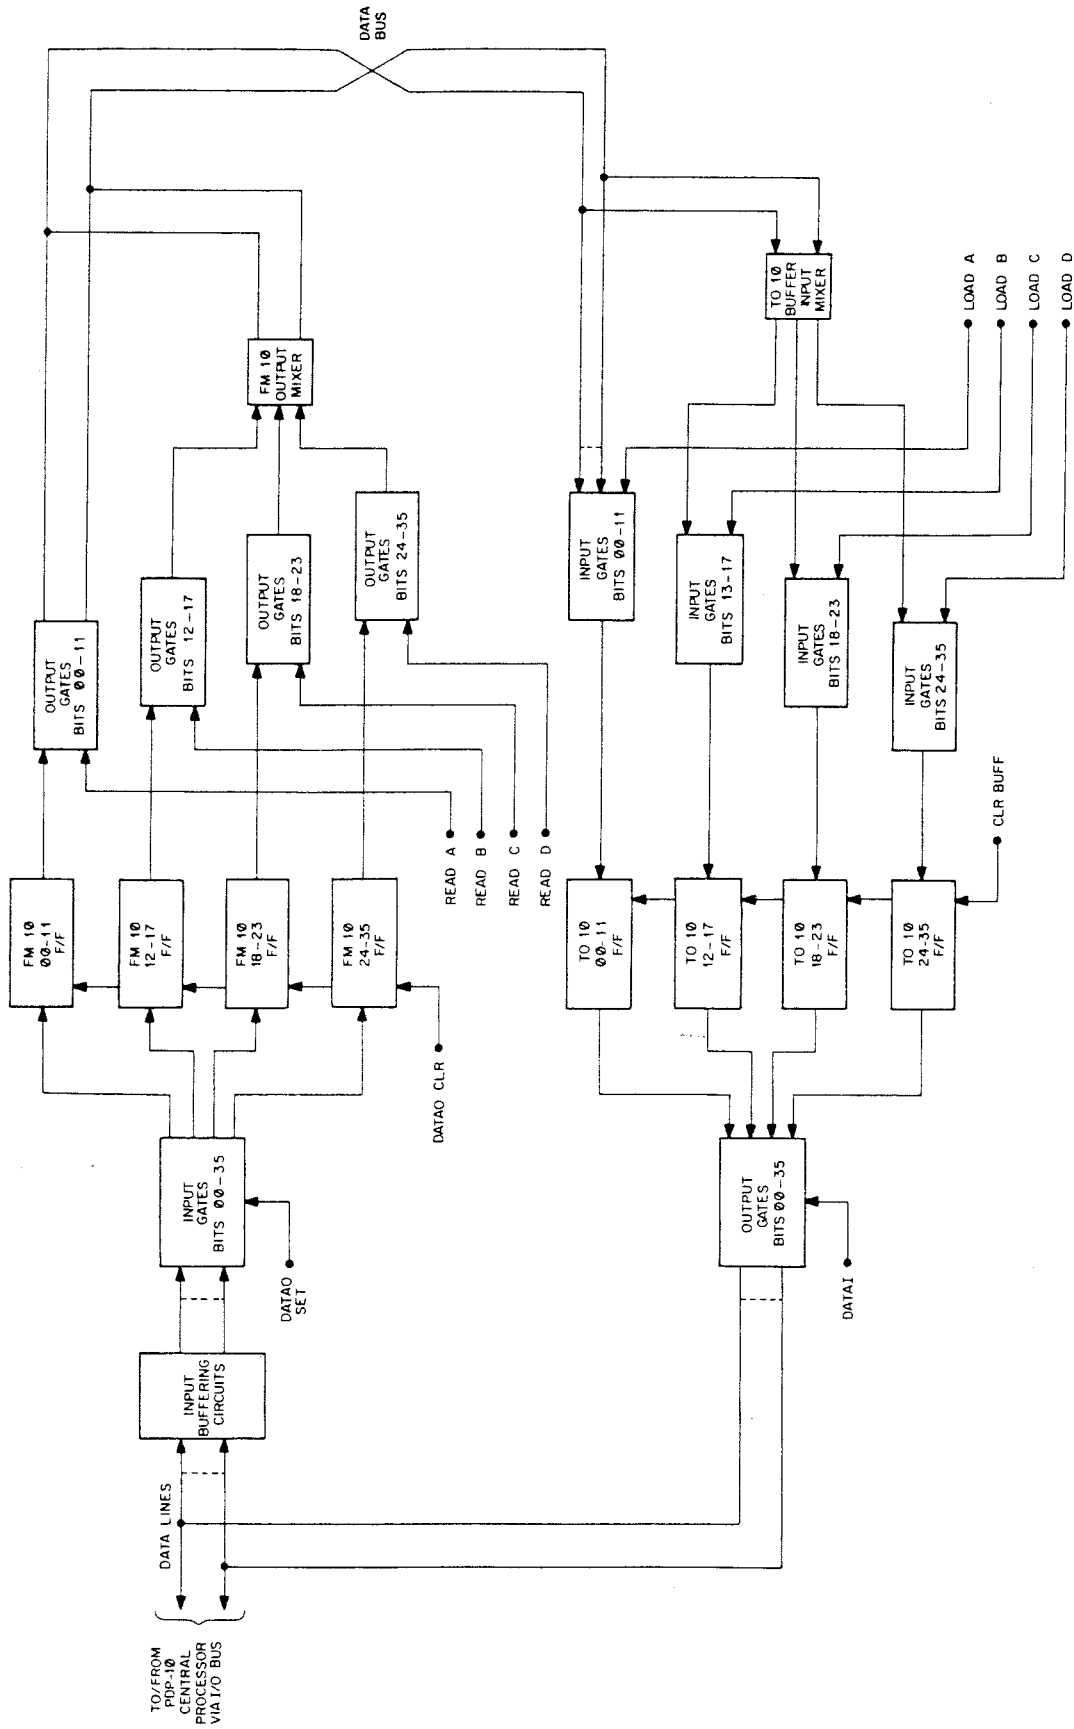 TO/FROM
PDP-10
CENTRAL
PROCESSOR
VIA I/O BUS
DATA LINES
INPUT
BUFFERING
CIRCUITS
DATAO
SET
INPUT
GATES
BITS 00-35
DATAO CLR
FM 10
00-11
F/F
FM 10
12-17
F/F
FM 10
18-23
F/F
FM 10
24-35
F/F
READ A
READ B
READ C
READ D
OUTPUT
GATES
BITS 00-11
OUTPUT
GATES
BITS 12-17
OUTPUT
GATES
BITS 18-23
OUTPUT
GATES
BITS 24-35
FM 10
OUTPUT
MIXER
DATA
BUS
DATAI
OUTPUT
GATES
BITS 00-35
TO 10
00-11
F/F
TO 10
12-17
F/F
TO 10
18-23
F/F
TO 10
24-35
F/F
CLR BUFF
INPUT
GATES
BITS 00-11
INPUT
GATES
BITS 13-17
INPUT
GATES
BITS 18-23
INPUT
GATES
BITS 24-35
TO 10
BUFFER
INPUT
MIXER
LOAD A
LOAD B
LOAD C
LOAD D